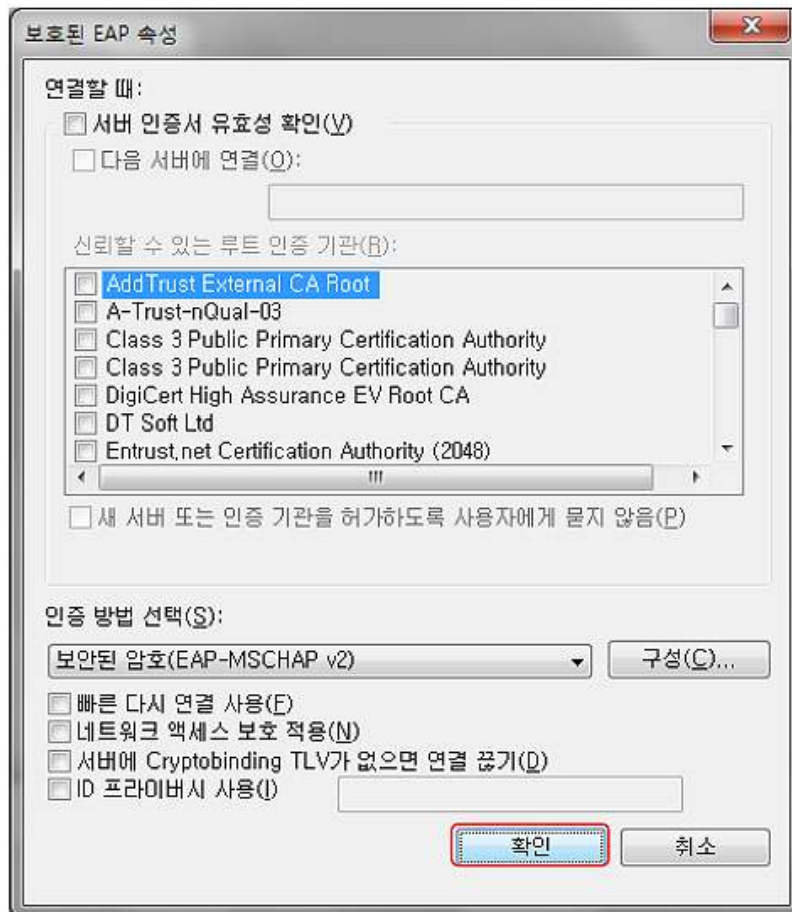 보호된 EAP 속성
연결할 때:
서버 인증서 유효성 확인(V)
다음 서버에 연결(O):
신뢰할 수 있는 루트 인증 기관(R):
AddTrust External CA Root
A-Trust-nQual-03
Class 3 Public Primary Certification Authority
Class 3 Public Primary Certification Authority
DigiCert High Assurance EV Root CA
DT Soft Ltd
Entrust.net Certification Authority (2048)
새 서버 또는 인증 기관을 허가하도록 사용자에게 묻지 않음(P)
인증 방법 선택(S):
보안된 암호(EAP-MSCHAP v2)
구성(C)...
빠른 다시 연결 사용(F)
네트워크 액세스 보호 적용(N)
서버에 Cryptobinding TLV가 없으면 연결 끊기(D)
ID 프라이버시 사용(I)
확인
취소